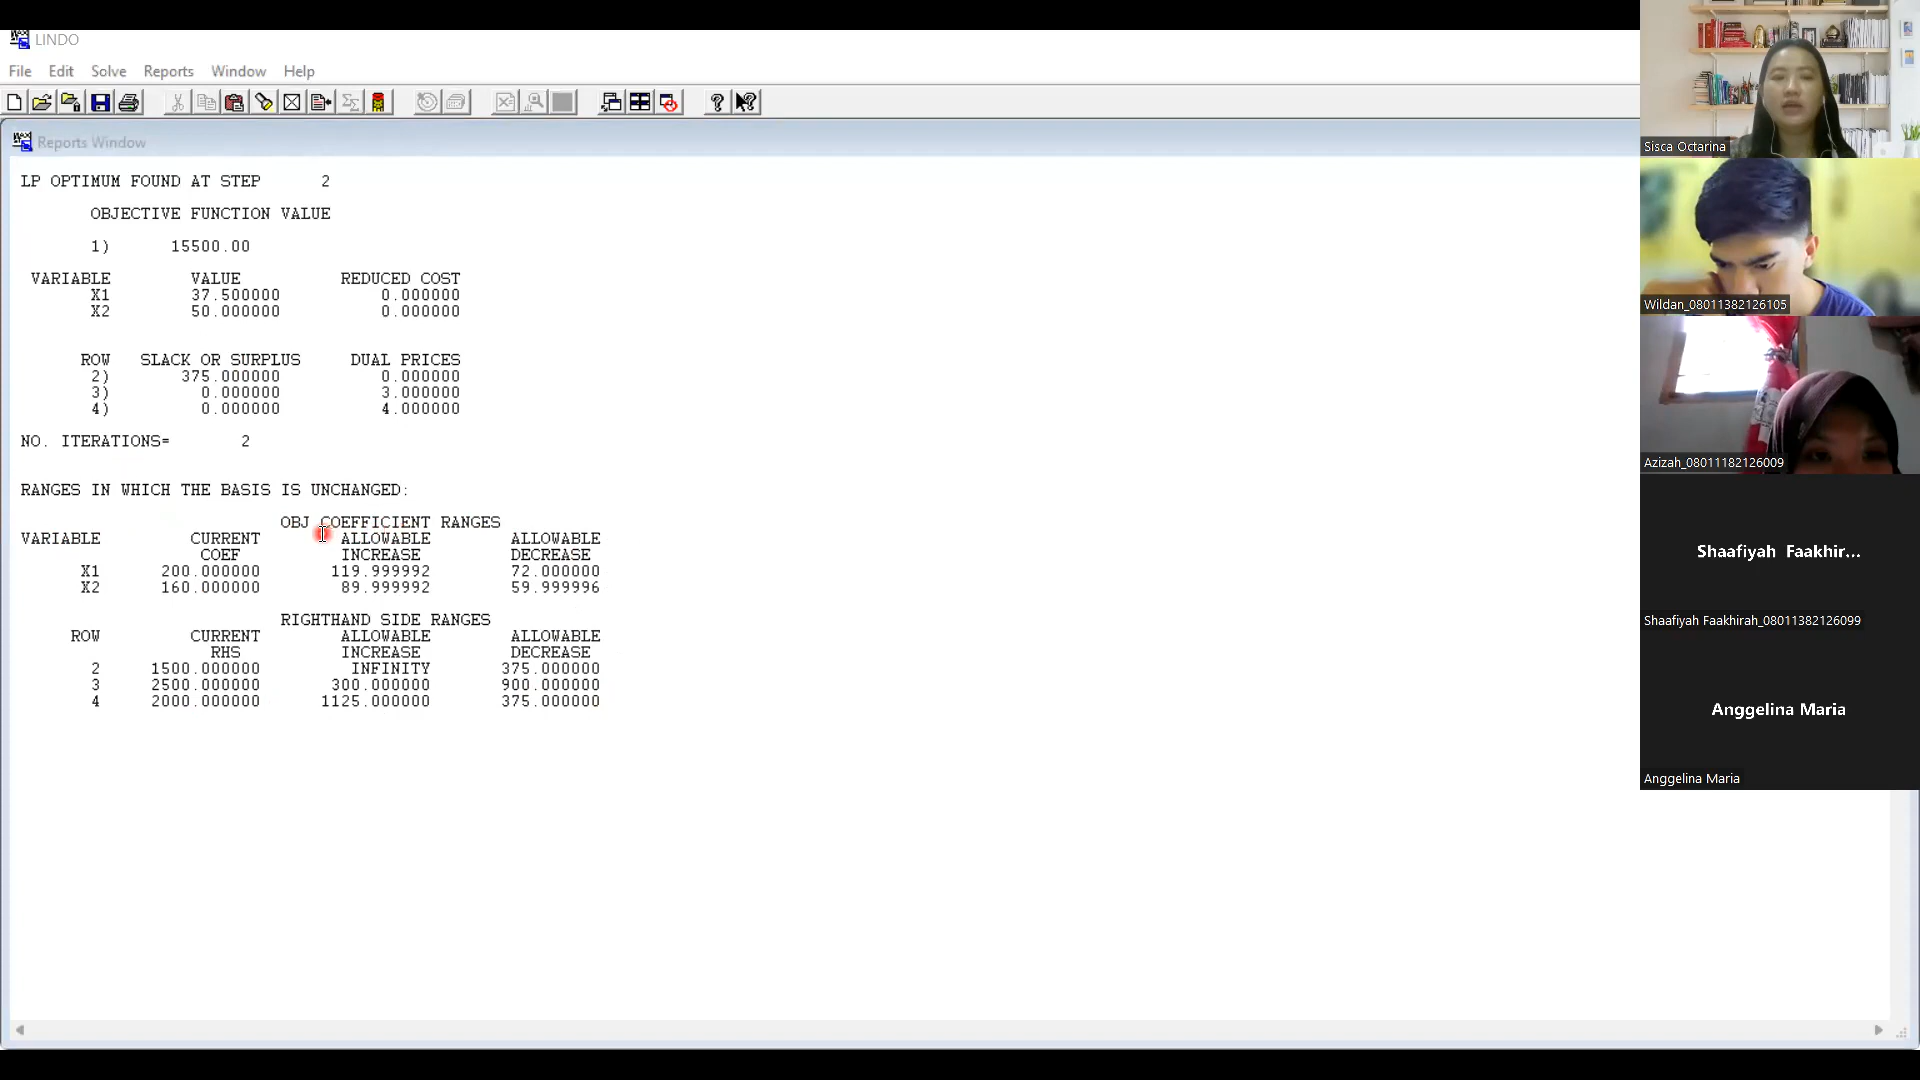 LINDO
File Edit Solve Reports Window Help
Reports Window
LP OPTIMUM FOUND AT STEP 2
OBJECTIVE FUNCTION VALUE
1) 15500.00
VARIABLE VALUE REDUCED COST
X1 37.500000 0.000000
X2 50.000000 0.000000
ROW SLACK OR SURPLUS DUAL PRICES
2) 375.000000 0.000000
3) 0.000000 3.000000
4) 0.000000 4.000000
NO. ITERATIONS= 2
RANGES IN WHICH THE BASIS IS UNCHANGED:
OBJ COEFFICIENT RANGES
VARIABLE CURRENT ALLOWABLE ALLOWABLE
COEF INCREASE DECREASE
X1 200.000000 119.999992 72.000000
X2 160.000000 89.999992 59.999996
RIGHTHAND SIDE RANGES
ROW CURRENT ALLOWABLE ALLOWABLE
RHS INCREASE DECREASE
2 1500.000000 INFINITY 375.000000
3 2500.000000 300.000000 900.000000
4 2000.000000 1125.000000 375.000000
Sisca Octarina
Wildan_08011382126105
Azizah_08011182126009
Shaafiyah Faakhir...
Shaafiyah Faakhirah_08011382126099
Anggelina Maria
Anggelina Maria